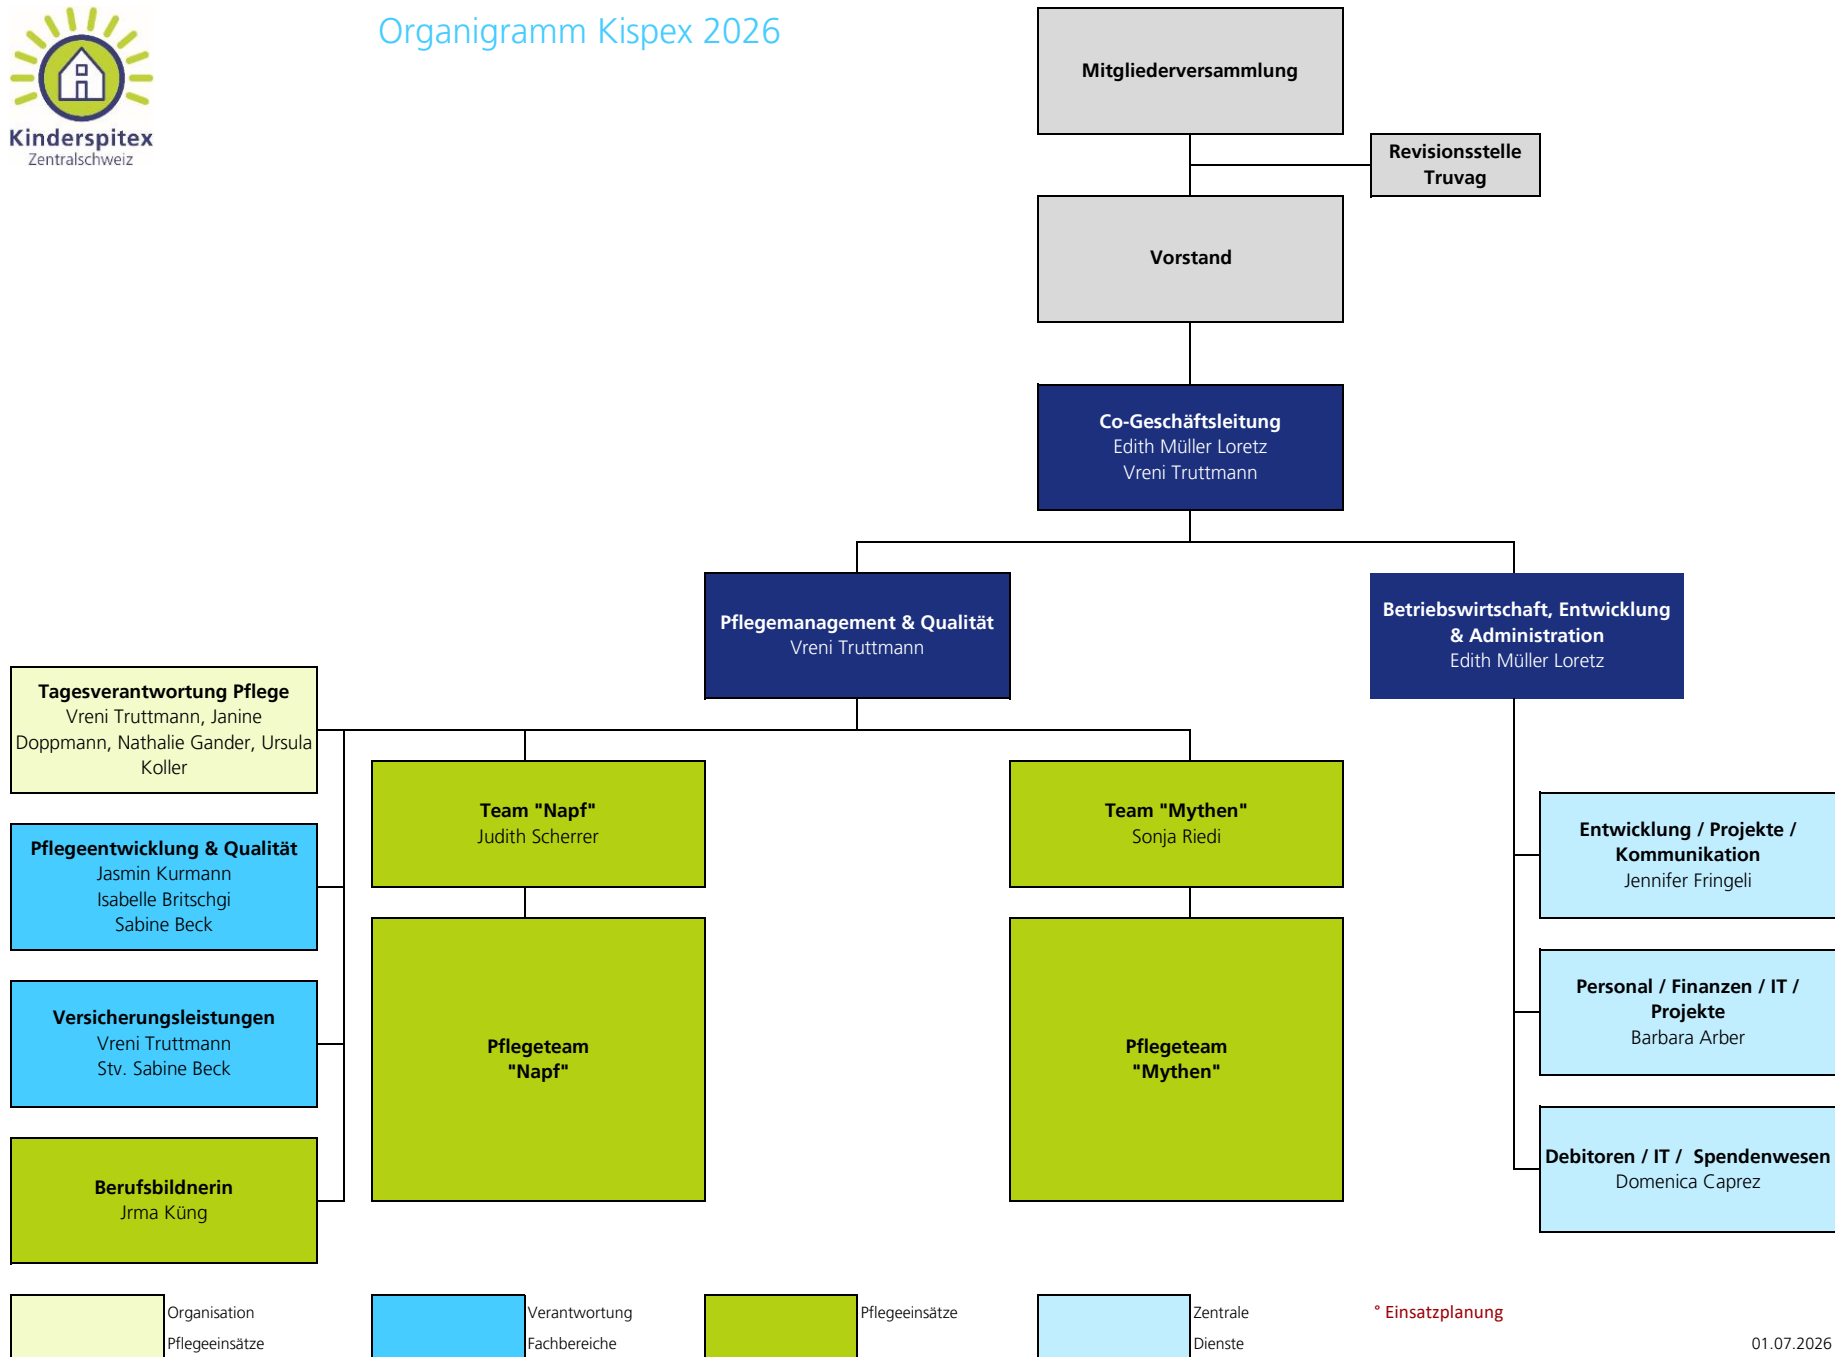 Kinderspitex
Zentralschweiz
Organigramm Kispex 2026
Mitgliederversammlung
Revisionsstelle
Truvag
Vorstand
Co-Geschäftsleitung
Edith Müller Loretz
Vreni Truttmann
Pflegemanagement & Qualität
Vreni Truttmann
Betriebswirtschaft, Entwicklung
& Administration
Edith Müller Loretz
Tagesverantwortung Pflege
Vreni Truttmann, Janine
Doppmann, Nathalie Gander, Ursula
Koller
Pflegeentwicklung & Qualität
Jasmin Kurmann
Isabelle Britschgi
Sabine Beck
Versicherungsleistungen
Vreni Truttmann
Stv. Sabine Beck
Berufsbildnerin
Jrma Küng
Team "Napf"
Judith Scherrer
Pflegeteam
"Napf"
Team "Mythen"
Sonja Riedi
Pflegeteam
"Mythen"
Entwicklung / Projekte /
Kommunikation
Jennifer Fringeli
Personal / Finanzen / IT /
Projekte
Barbara Arber
Debitoren / IT /  Spendenwesen
Domenica Caprez
Organisation
Pflegeeinsätze
Verantwortung
Fachbereiche
Pflegeeinsätze
Zentrale
Dienste
° Einsatzplanung
01.07.2026